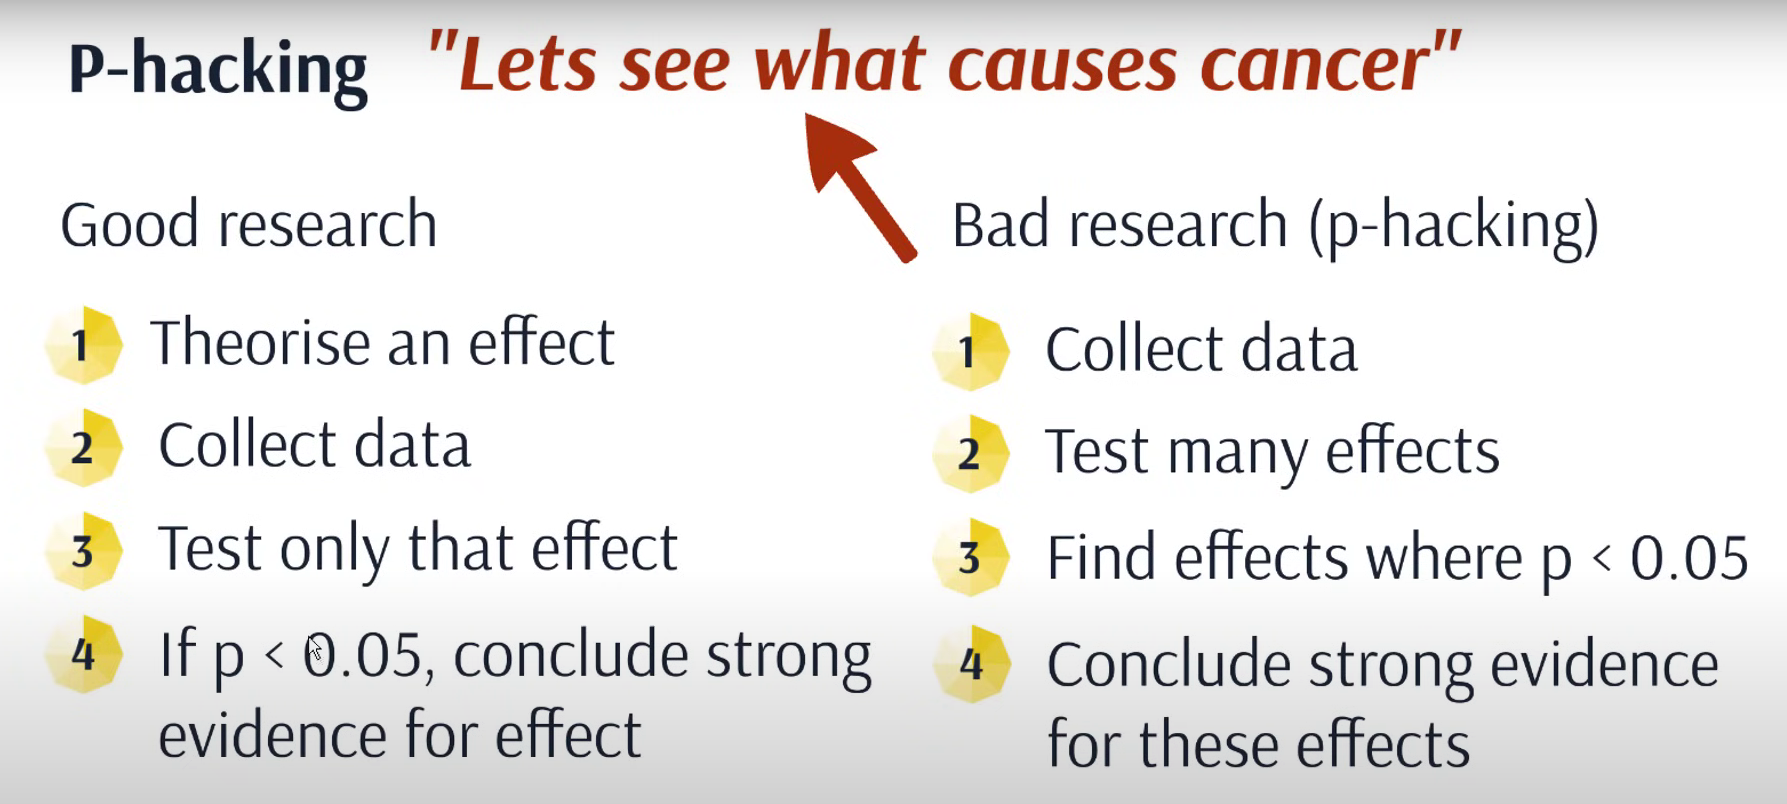 P-hacking "Lets see what causes cancer"
Good research
1 Theorise an effect
2 Collect data
3 Test only that effect
4 If p < 0.05, conclude strong
evidence for effect
Bad research (p-hacking)
1 Collect data
2 Test many effects
3 Find effects where p < 0.05
4 Conclude strong evidence
for these effects